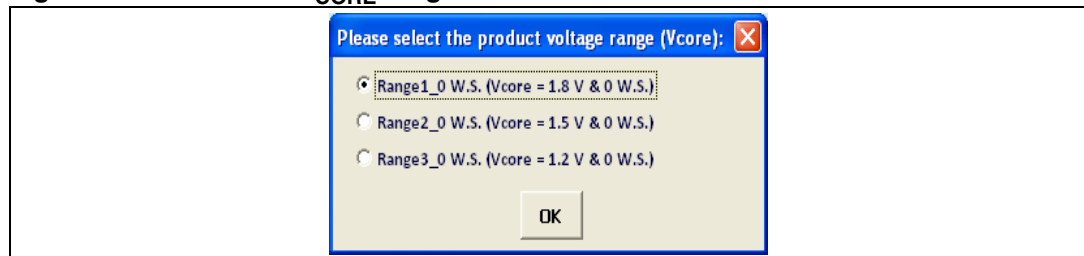 CORE
Please select the product voltage range (Vcore):
Range1_0 W.S. (Vcore = 1.8 V & 0 W.S.)
Range2_0 W.S. (Vcore = 1.5 V & 0 W.S.)
Range3_0 W.S. (Vcore = 1.2 V & 0 W.S.)
OK